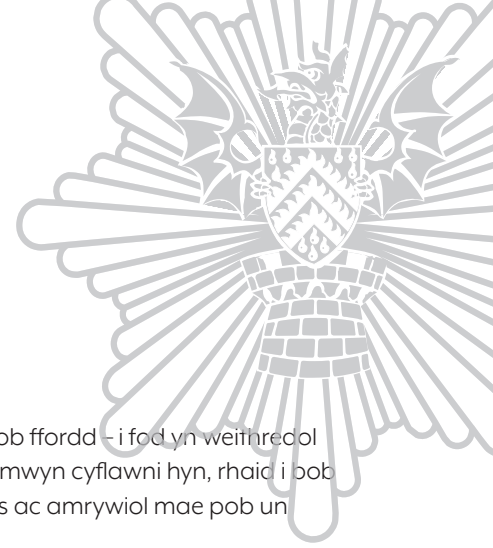 ob ffordd – i fod yn weithredol
mwyn cyflawni hyn, rhaid i bob
s ac amrywiol mae pob un